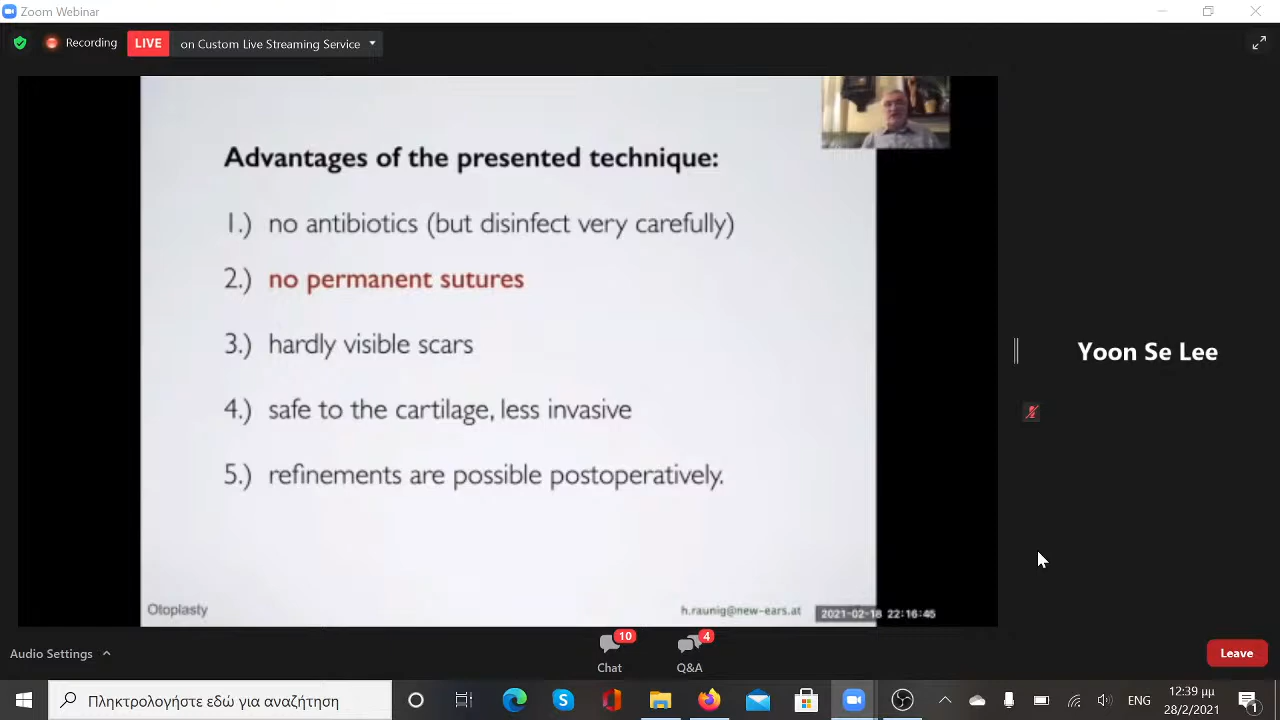 Zoom Webinar
Recording
LIVE
on Custom Live Streaming Service
Advantages of the presented technique:
1.) no antibiotics (but disinfect very carefully)
2.) no permanent sutures
3.) hardly visible scars
4.) safe to the cartilage, less invasive
5.) refinements are possible postoperatively.
Otoplasty
h.raunig@new-ears.at
2021-02-18 22:16:45
Yoon Se Lee
Audio Settings
10
Chat
4
Q&A
Leave
Πληκτρολογήστε εδώ για αναζήτηση
ENG
12:39 μμ
28/2/2021
1